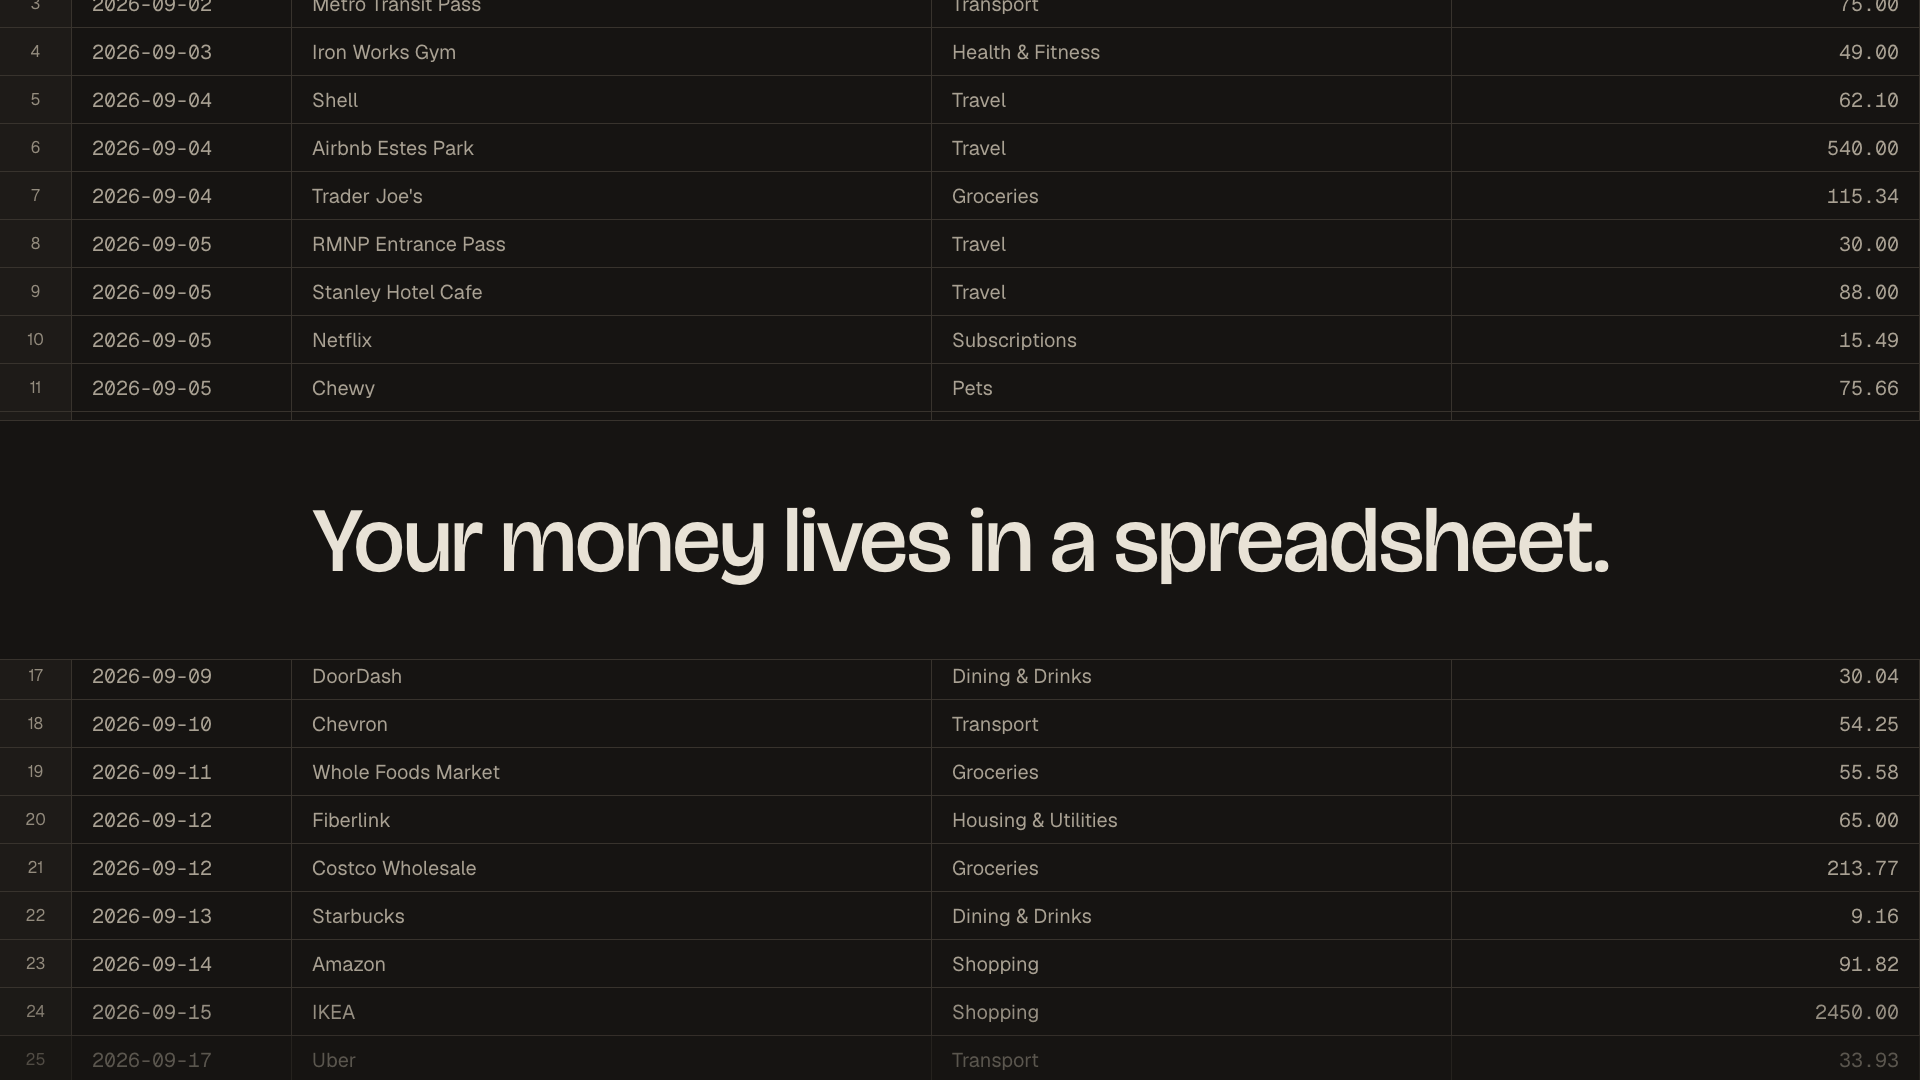 3 2026-09-02 Metro Transit Pass Transport 75.00
4 2026-09-03 Iron Works Gym Health & Fitness 49.00
5 2026-09-04 Shell Travel 62.10
6 2026-09-04 Airbnb Estes Park Travel 540.00
7 2026-09-04 Trader Joe's Groceries 115.34
8 2026-09-05 RMNP Entrance Pass Travel 30.00
9 2026-09-05 Stanley Hotel Cafe Travel 88.00
10 2026-09-05 Netflix Subscriptions 15.49
11 2026-09-05 Chewy Pets 75.66
Your money lives in a spreadsheet.
17 2026-09-09 DoorDash Dining & Drinks 30.04
18 2026-09-10 Chevron Transport 54.25
19 2026-09-11 Whole Foods Market Groceries 55.58
20 2026-09-12 Fiberlink Housing & Utilities 65.00
21 2026-09-12 Costco Wholesale Groceries 213.77
22 2026-09-13 Starbucks Dining & Drinks 9.16
23 2026-09-14 Amazon Shopping 91.82
24 2026-09-15 IKEA Shopping 2450.00
25 2026-09-17 Uber Transport 33.93